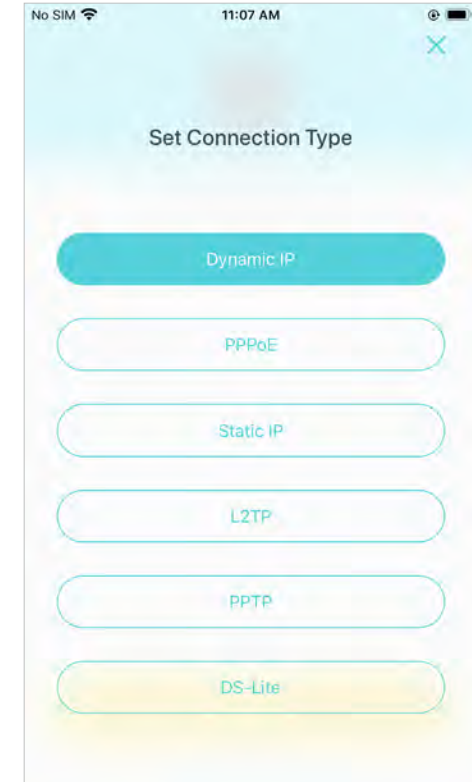 No SIM 11:07 AM
Set Connection Type
Dynamic IP
PPPoE
Static IP
L2TP
PPTP
DS-Lite